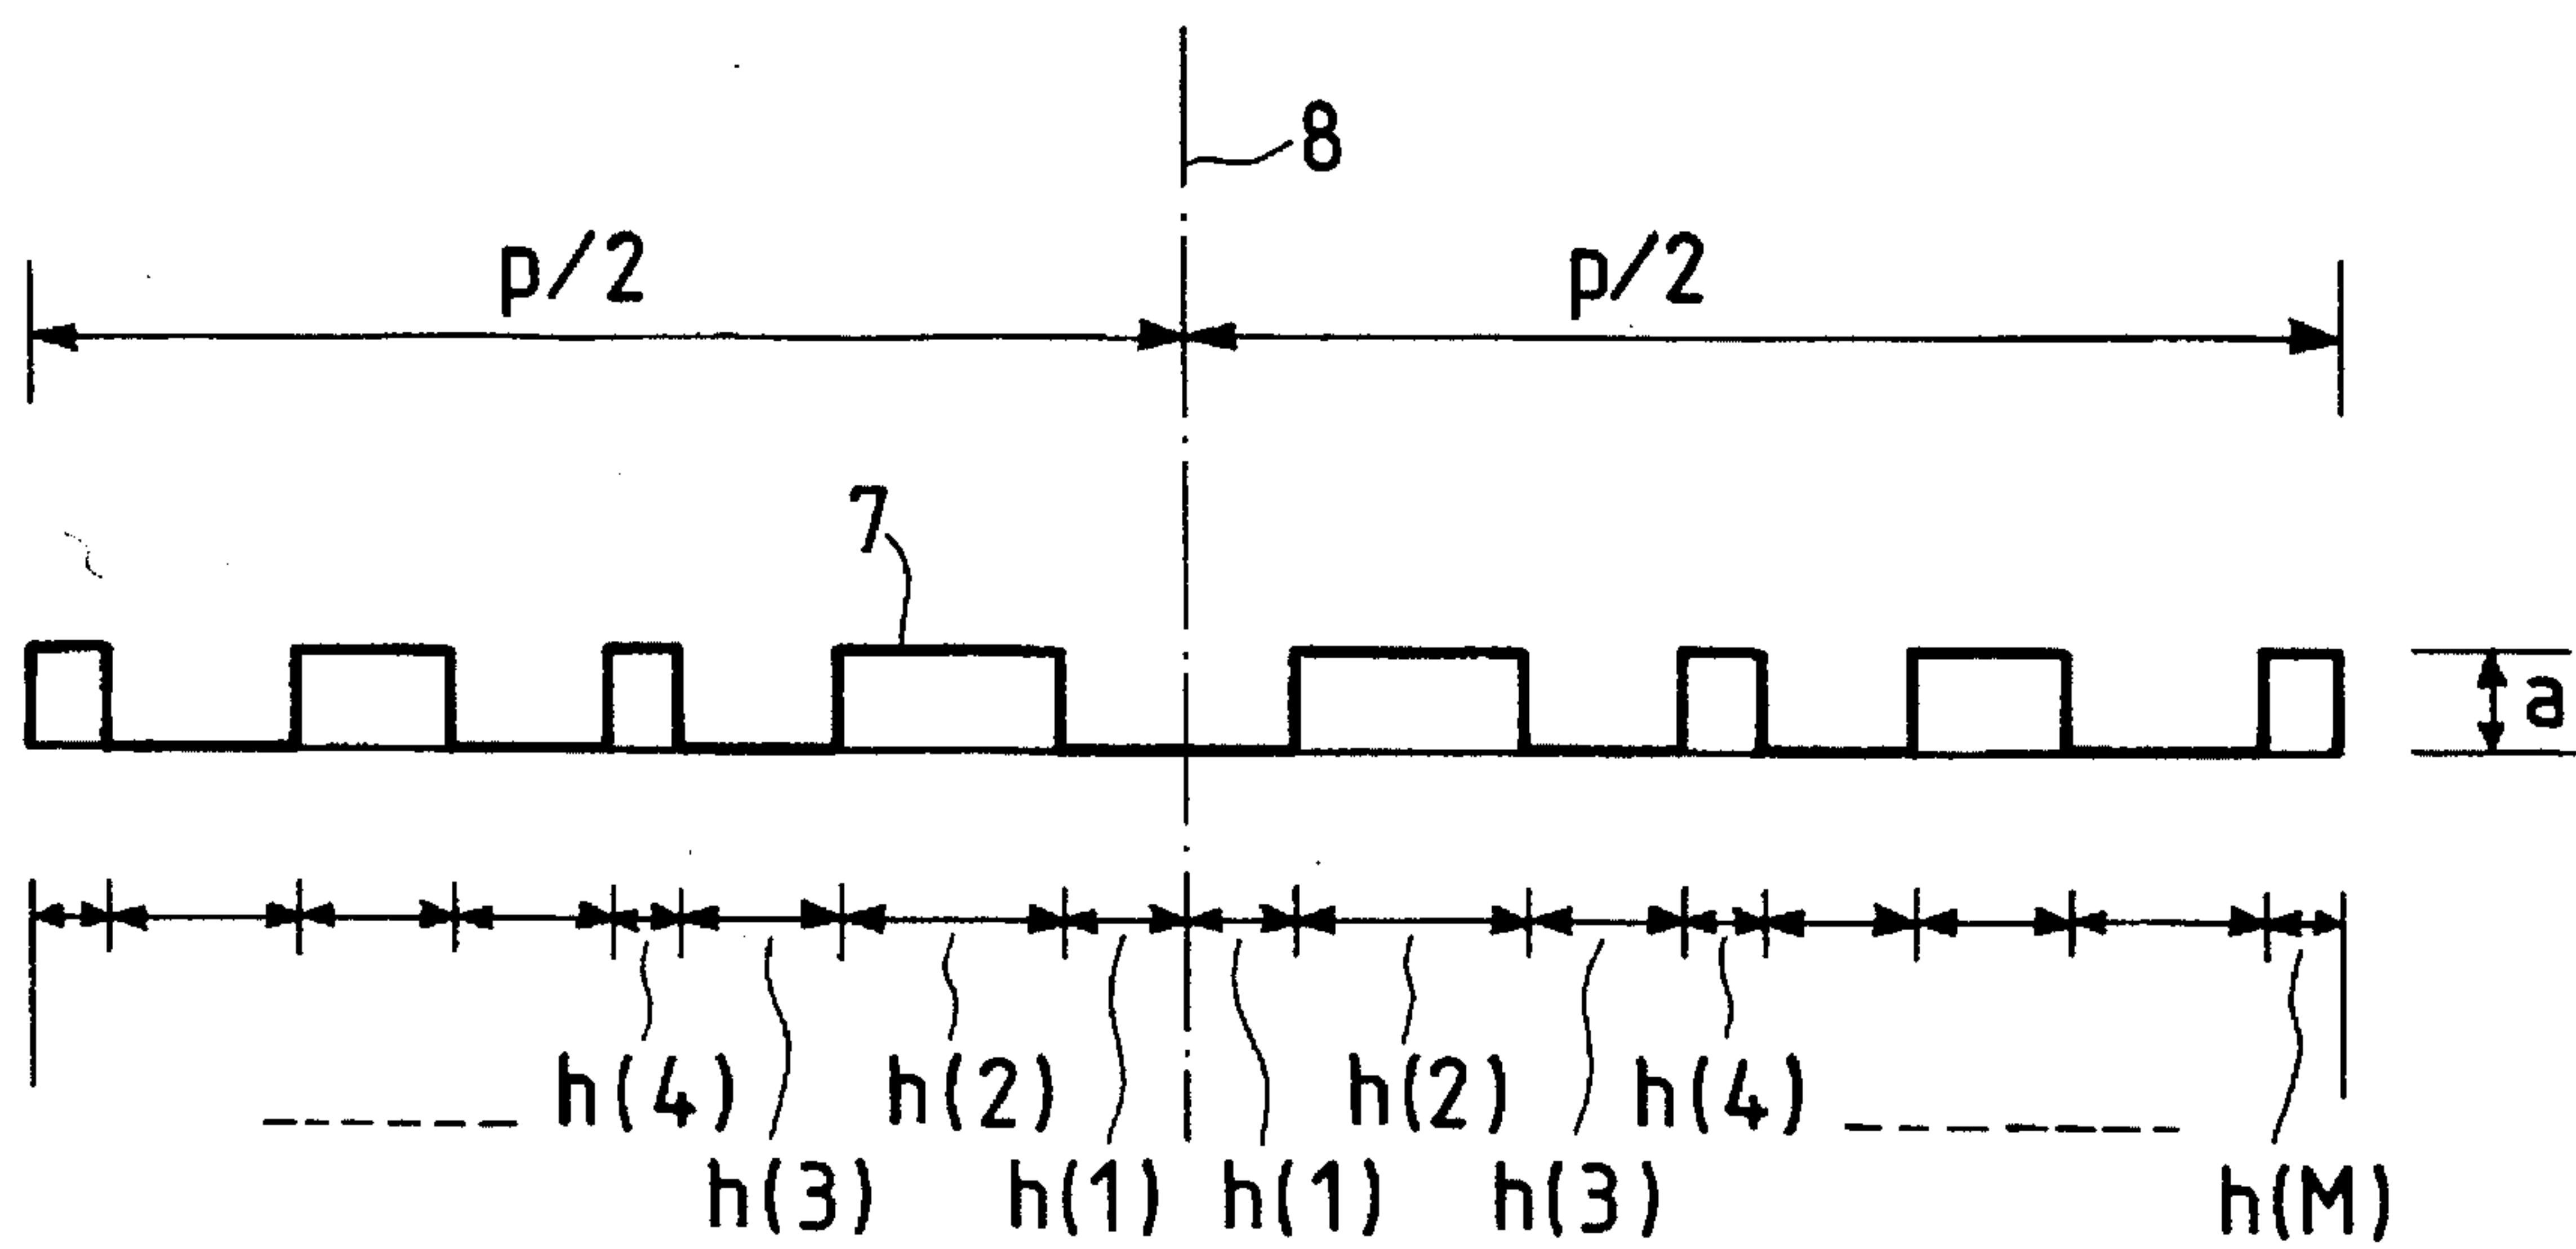 8
p/2 p/2
7
a
h(4) h(2) h(2) h(4)
h(3) h(1) h(1) h(3) h(M)